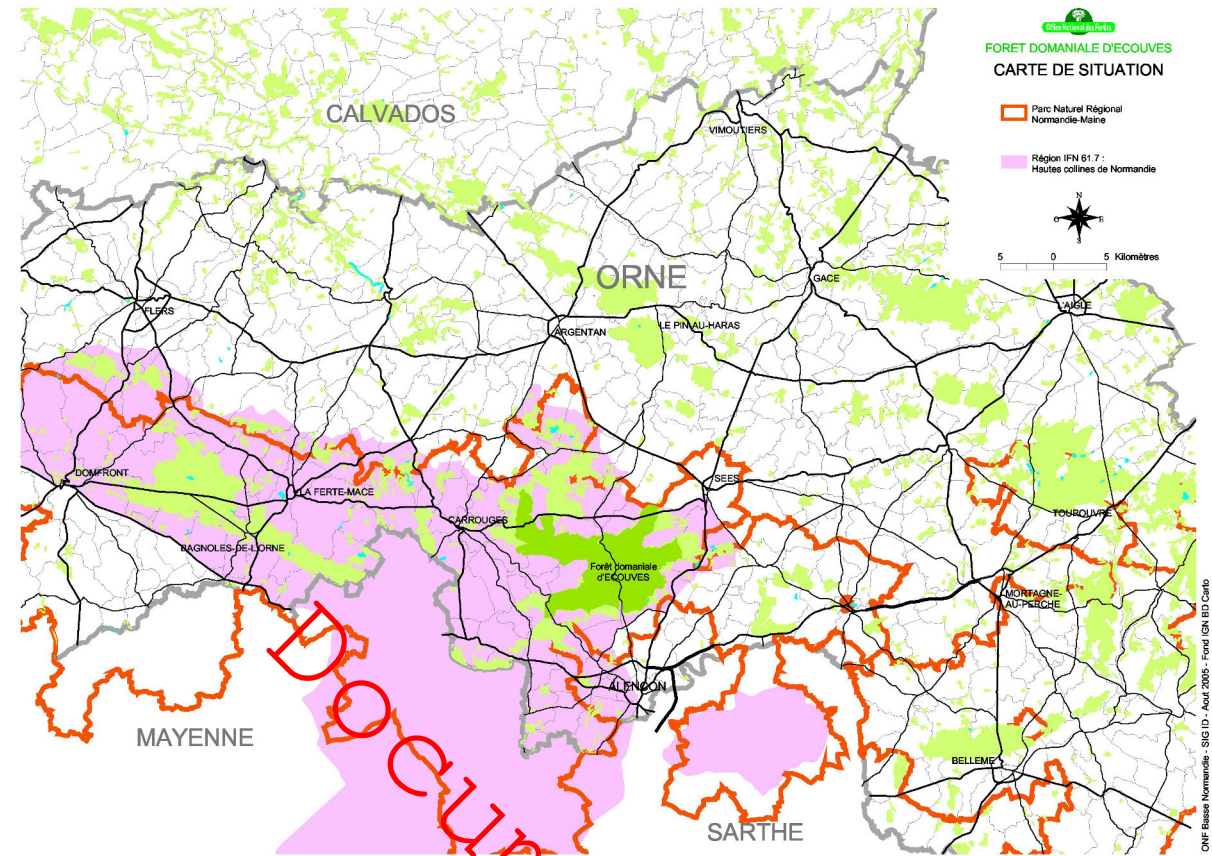 Office National des Forêts
FORET DOMANIALE D'ECOUVES
CARTE DE SITUATION
Parc Naturel Régional
Normandie-Maine
Région IFN 61.7 :
Hautes collines de Normandie
N
O
E
S
5 0 5 Kilomètres
CALVADOS
VIMOUTIERS
ORNE
GACE
L'AIGLE
FLERS
ARGENTAN
LE PIN-AU-HARAS
DOMFRONT
LA FERTE-MACE
SEES
CARROUGES
TOUROUVRE
BAGNOLES-DE-L'ORNE
Forêt domaniale
d'ECOUVES
MORTAGNE-
AU-PERCHE
ALENÇON
MAYENNE
BELLEME
SARTHE
Docum
ONF Basse Normandie - SIG ID - Aout 2005 - Fond IGN BD Carto